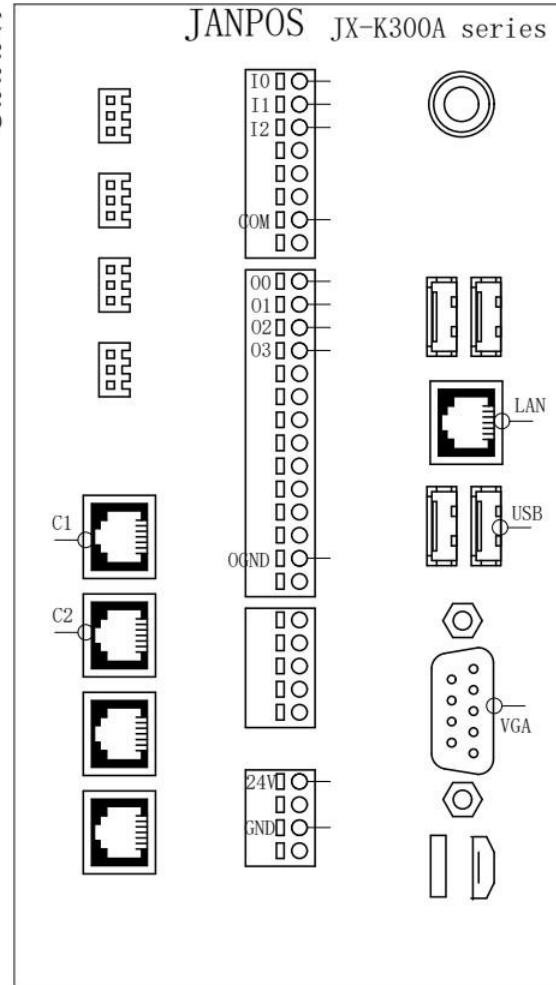 JANPOS JX-K300A series
I0
I1
I2
COM
O0
O1
O2
O3
OGND
24V
GND
C1
C2
LAN
USB
VGA